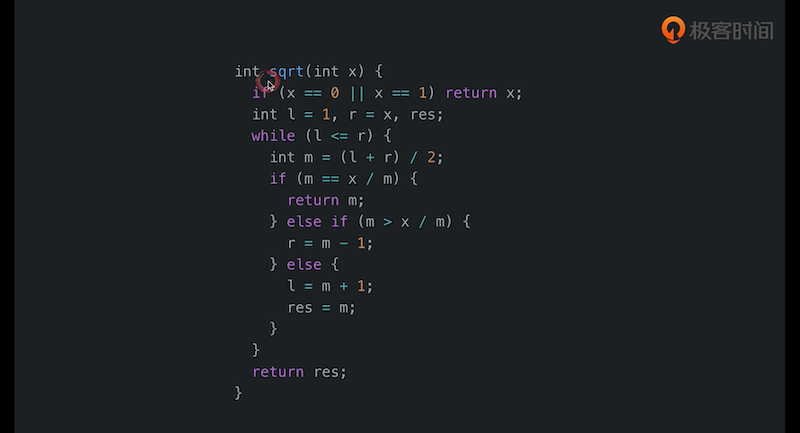 极客时间
int sqrt(int x) {
  if (x == 0 || x == 1) return x;
  int l = 1, r = x, res;
  while (l <= r) {
    int m = (l + r) / 2;
    if (m == x / m) {
      return m;
    } else if (m > x / m) {
      r = m - 1;
    } else {
      l = m + 1;
      res = m;
    }
  }
  return res;
}